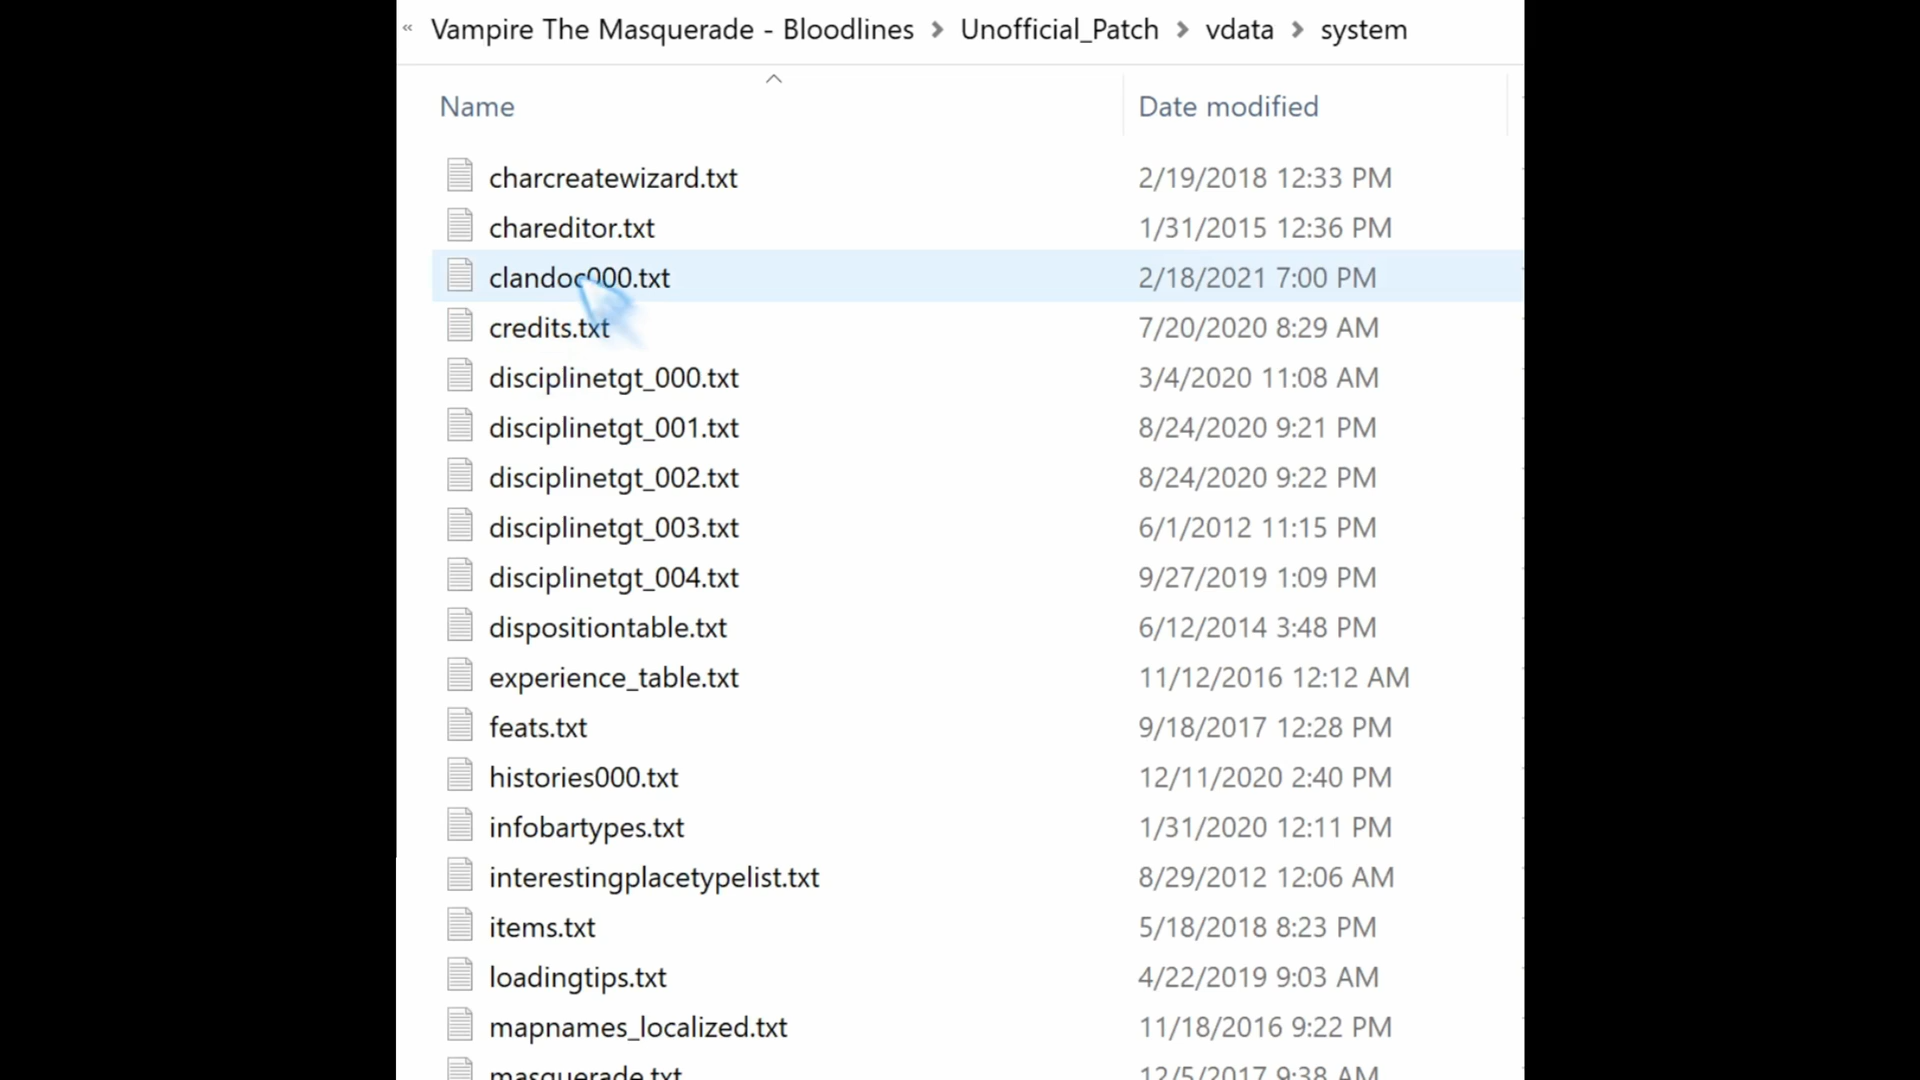 « Vampire The Masquerade - Bloodlines > Unofficial_Patch > vdata > system
Name Date modified
charcreatewizard.txt 2/19/2018 12:33 PM
chareditor.txt 1/31/2015 12:36 PM
clandoc000.txt 2/18/2021 7:00 PM
credits.txt 7/20/2020 8:29 AM
disciplinetgt_000.txt 3/4/2020 11:08 AM
disciplinetgt_001.txt 8/24/2020 9:21 PM
disciplinetgt_002.txt 8/24/2020 9:22 PM
disciplinetgt_003.txt 6/1/2012 11:15 PM
disciplinetgt_004.txt 9/27/2019 1:09 PM
dispositiontable.txt 6/12/2014 3:48 PM
experience_table.txt 11/12/2016 12:12 AM
feats.txt 9/18/2017 12:28 PM
histories000.txt 12/11/2020 2:40 PM
infobartypes.txt 1/31/2020 12:11 PM
interestingplacetypelist.txt 8/29/2012 12:06 AM
items.txt 5/18/2018 8:23 PM
loadingtips.txt 4/22/2019 9:03 AM
mapnames_localized.txt 11/18/2016 9:22 PM
masquerade.txt 12/5/2017 9:38 AM